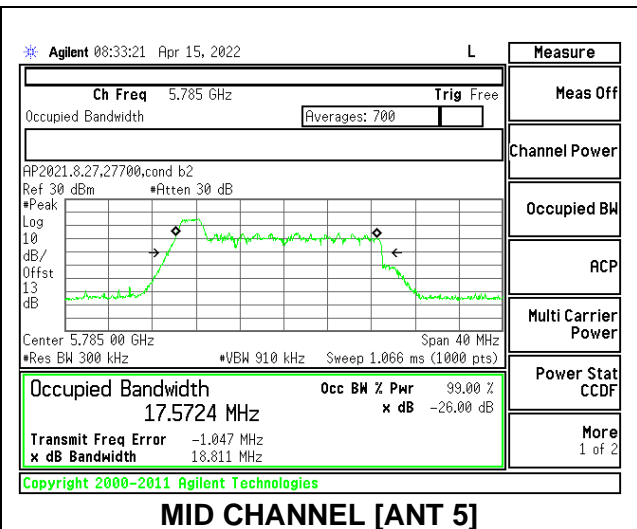 Agilent 08:33:21 Apr 15, 2022 L
Measure
Ch Freq 5.785 GHz Trig Free
Meas Off
Occupied Bandwidth Averages: 700
Channel Power
AP2021.8.27,27700,cond b2
Ref 30 dBm #Atten 30 dB
#Peak
Log
10
dB/
Offst
13
dB
Occupied BW
ACP
Multi Carrier
Power
Center 5.785 00 GHz Span 40 MHz
#Res BW 300 kHz #VBW 910 kHz Sweep 1.066 ms (1000 pts)
Power Stat
CCDF
Occupied Bandwidth Occ BW % Pwr 99.00 %
17.5724 MHz x dB -26.00 dB
Transmit Freq Error -1.047 MHz
x dB Bandwidth 18.811 MHz
More
1 of 2
Copyright 2000-2011 Agilent Technologies
MID CHANNEL [ANT 5]